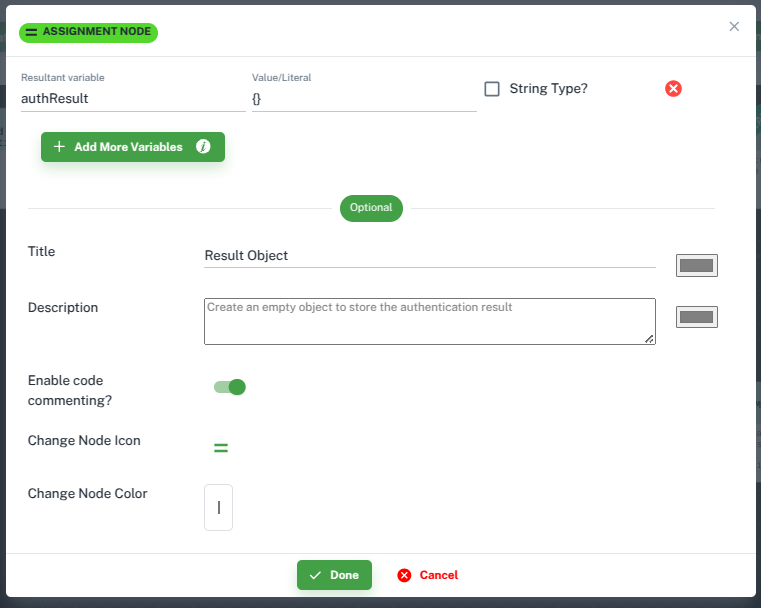 ASSIGNMENT NODE
Resultant variable
Value/Literal
authResult
{}
String Type?
Add More Variables
Optional
Title
Result Object
Description
Create an empty object to store the authentication result
Enable code
commenting?
Change Node Icon
Change Node Color
Done
Cancel